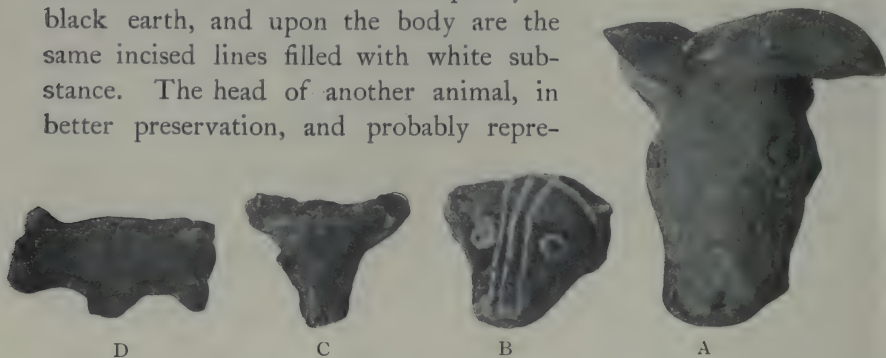 black earth, and upon the body are the
same incised lines filled with white sub-
stance. The head of another animal, in
better preservation, and probably repre-
D C B A